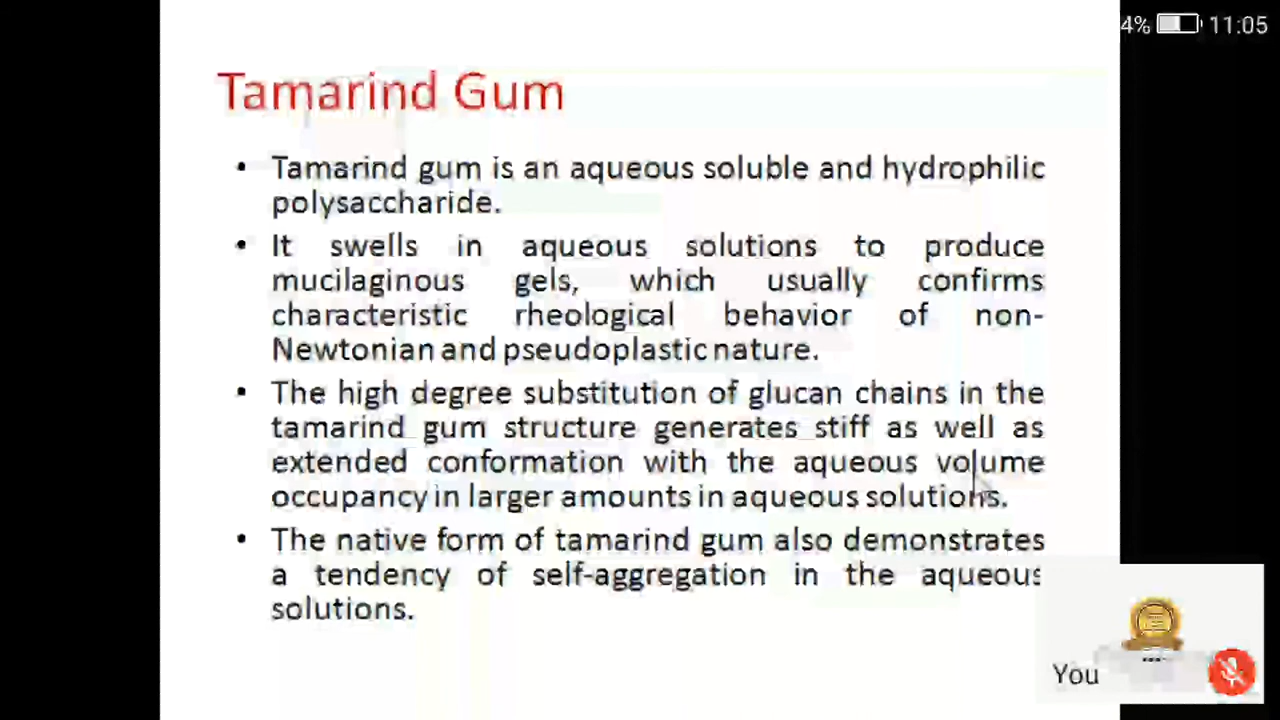 4% 11:05
Tamarind Gum
• Tamarind gum is an aqueous soluble and hydrophilic
polysaccharide.
• It swells in aqueous solutions to produce
mucilaginous gels, which usually confirms
characteristic rheological behavior of non-
Newtonian and pseudoplastic nature.
• The high degree substitution of glucan chains in the
tamarind gum structure generates stiff as well as
extended conformation with the aqueous volume
occupancy in larger amounts in aqueous solutions.
• The native form of tamarind gum also demonstrates
a tendency of self-aggregation in the aqueous
solutions.
You